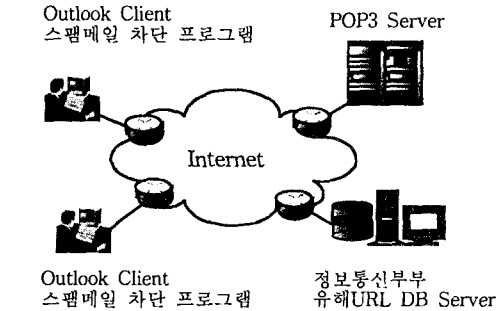 Outlook Client
스팸메일 차단 프로그램
POP3 Server
Internet
Outlook Client
스팸메일 차단 프로그램
정보통신부부
유해URL DB Server